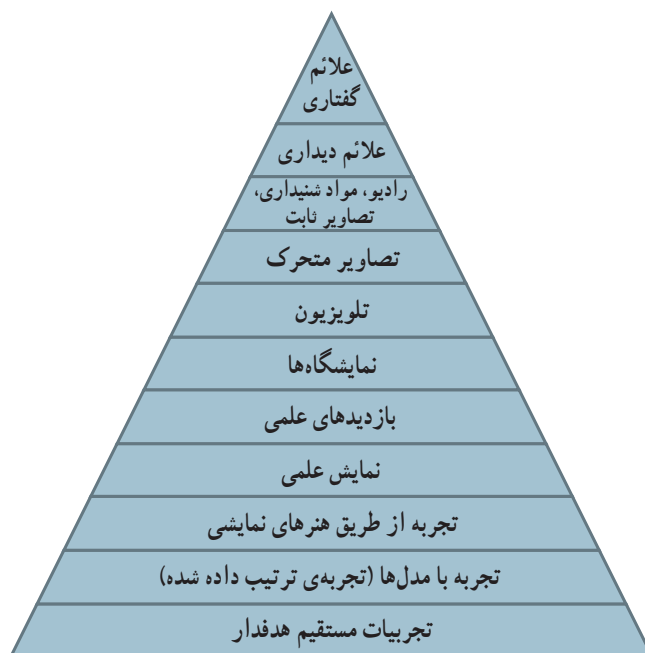 علائم
گفتاری
علائم دیداری
رادیو، مواد شنیداری،
تصاویر ثابت
تصاویر متحرک
تلویزیون
نمایشگاه‌ها
بازدیدهای علمی
نمایش علمی
تجربه از طریق هنرهای نمایشی
تجربه با مدل‌ها (تجربه‌ی ترتیب داده شده)
تجربیات مستقیم هدفدار